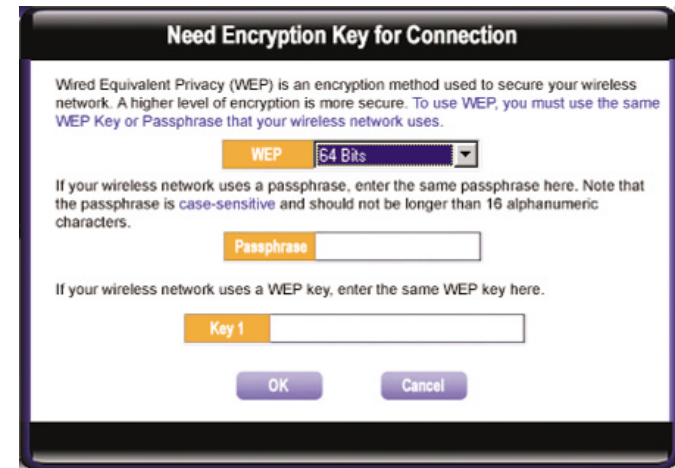 Need Encryption Key for Connection
Wired Equivalent Privacy (WEP) is an encryption method used to secure your wireless
network. A higher level of encryption is more secure. To use WEP, you must use the same
WEP Key or Passphrase that your wireless network uses.
WEP 64 Bits
If your wireless network uses a passphrase, enter the same passphrase here. Note that
the passphrase is case-sensitive and should not be longer than 16 alphanumeric
characters.
Passphrase
If your wireless network uses a WEP key, enter the same WEP key here.
Key 1
OK Cancel